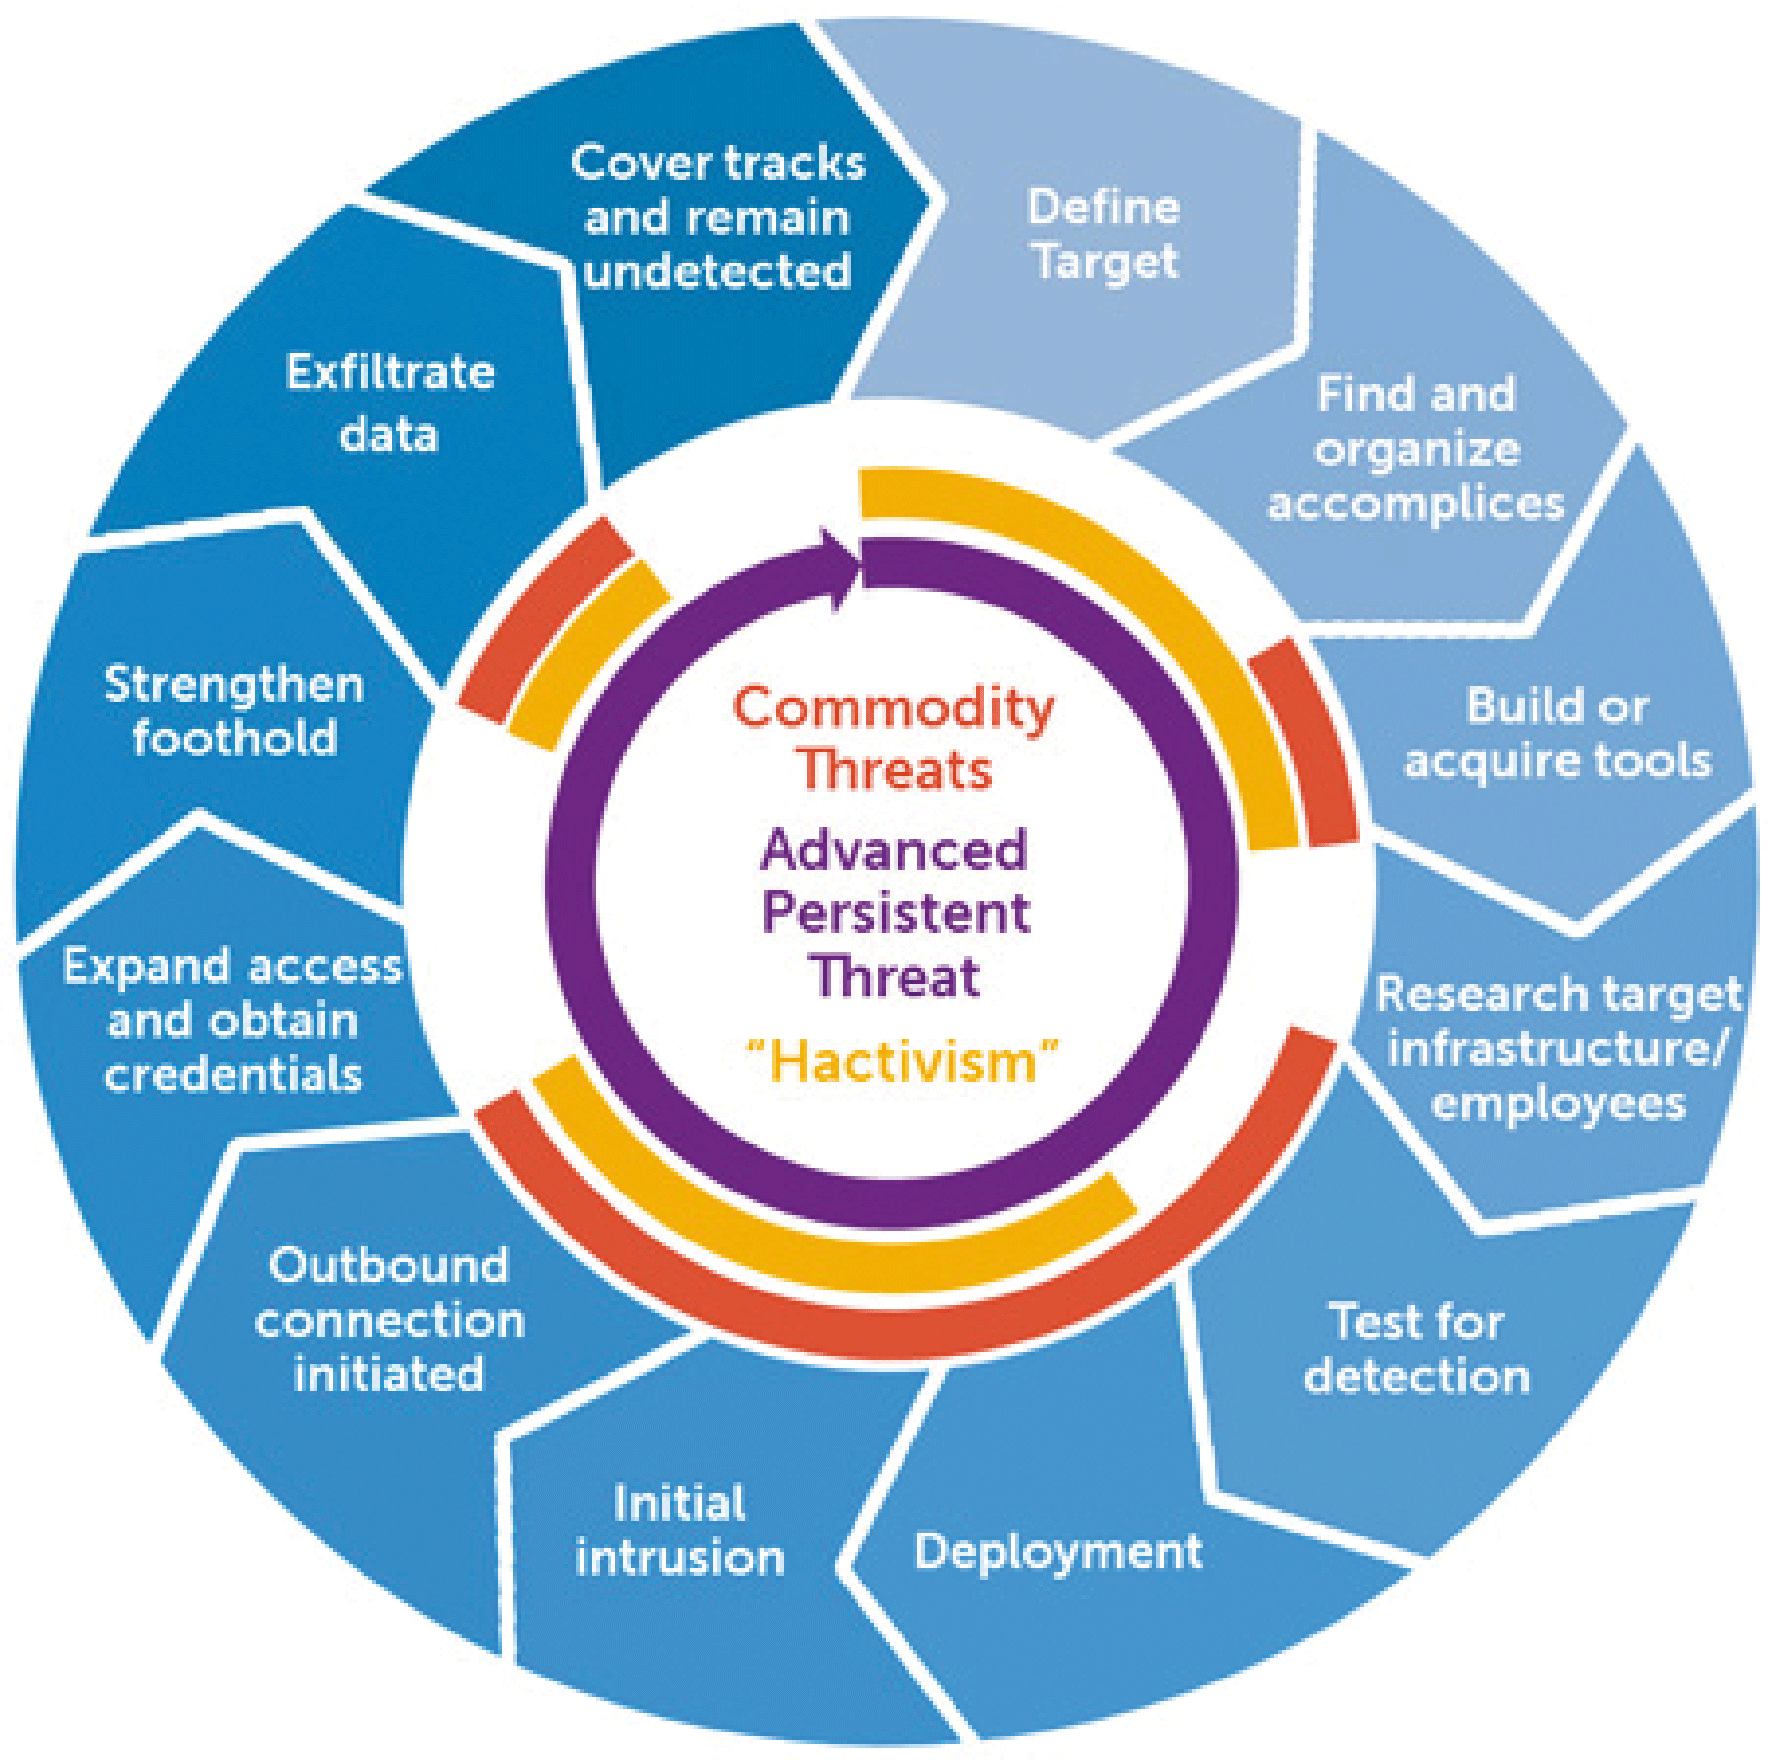 Define
Target
Find and
organize
accomplices
Build or
acquire tools
Research target
infrastructure/
employees
Test for
detection
Deployment
Initial
intrusion
Outbound
connection
initiated
Expand access
and obtain
credentials
Strengthen
foothold
Exfiltrate
data
Cover tracks
and remain
undetected
Commodity
Threats
Advanced
Persistent
Threat
“Hactivism”